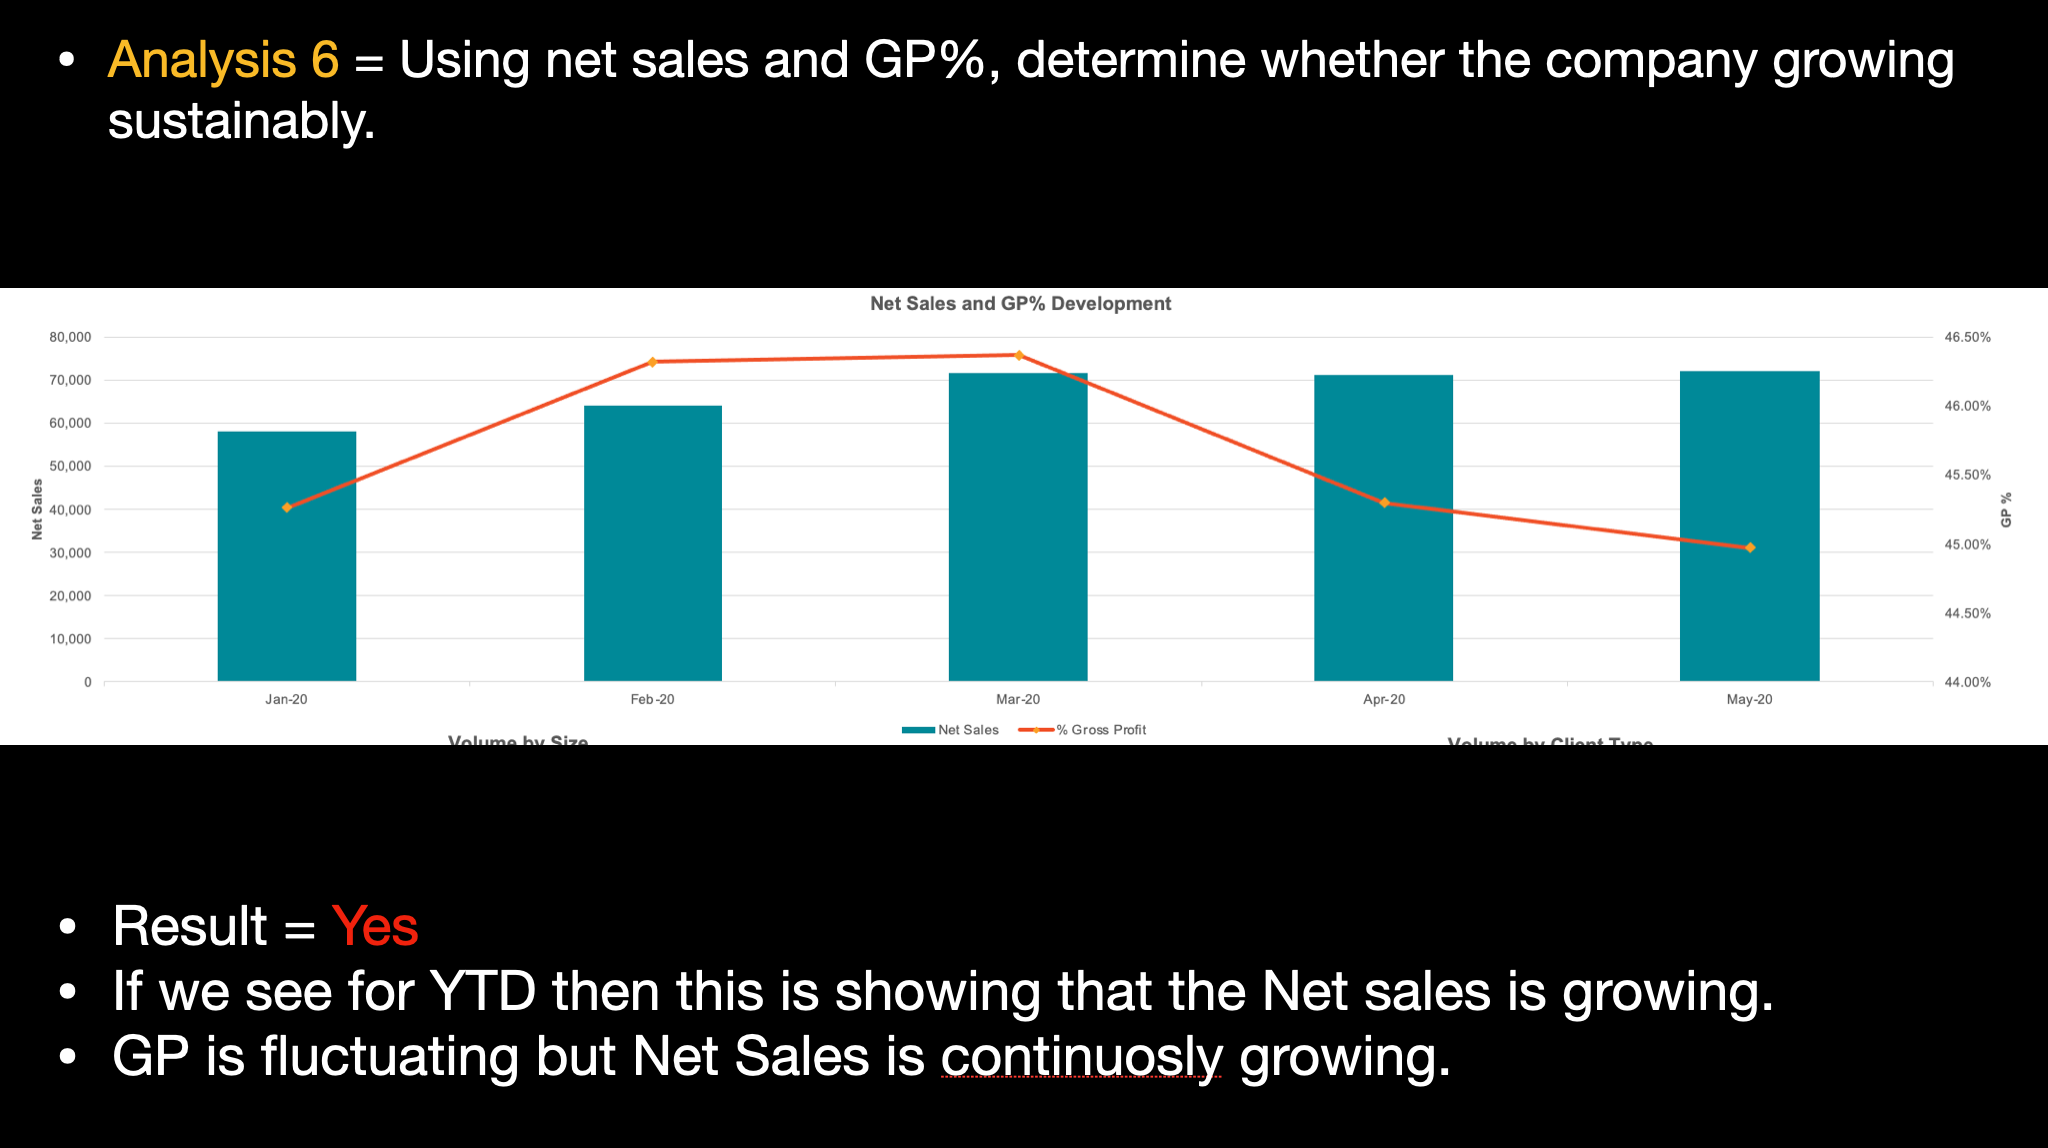 • Analysis 6 = Using net sales and GP%, determine whether the company growing
sustainably.
Net Sales and GP% Development
80,000
70,000
60,000
50,000
40,000
30,000
20,000
10,000
0
Net Sales
46.50%
46.00%
45.50%
45.00%
44.50%
44.00%
GP %
Jan-20 Feb-20 Mar-20 Apr-20 May-20
Net Sales % Gross Profit
Volume by Size Volume by Client Type
• Result = Yes
• If we see for YTD then this is showing that the Net sales is growing.
• GP is fluctuating but Net Sales is continuosly growing.